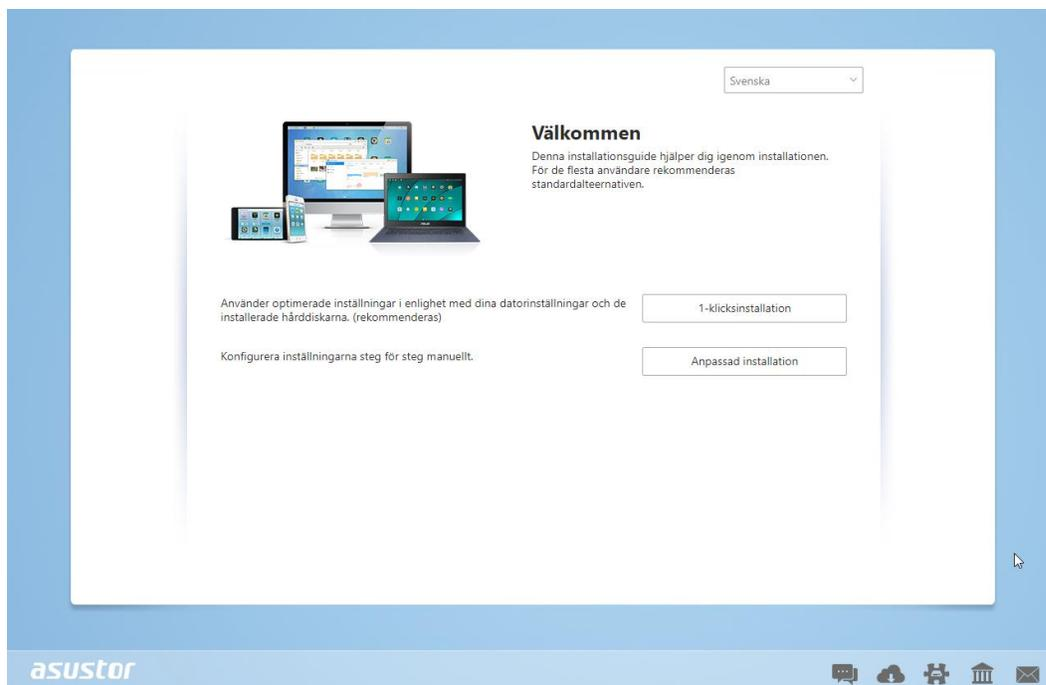 Svenska
Välkommen
Denna installationsguide hjälper dig igenom installationen.
För de flesta användare rekommenderas
standardalteernativen.
Använder optimerade inställningar i enlighet med dina datorinställningar och de
installerade hårddiskarna. (rekommenderas)
1-klicksinstallation
Konfigurera inställningarna steg för steg manuellt.
Anpassad installation
asustor